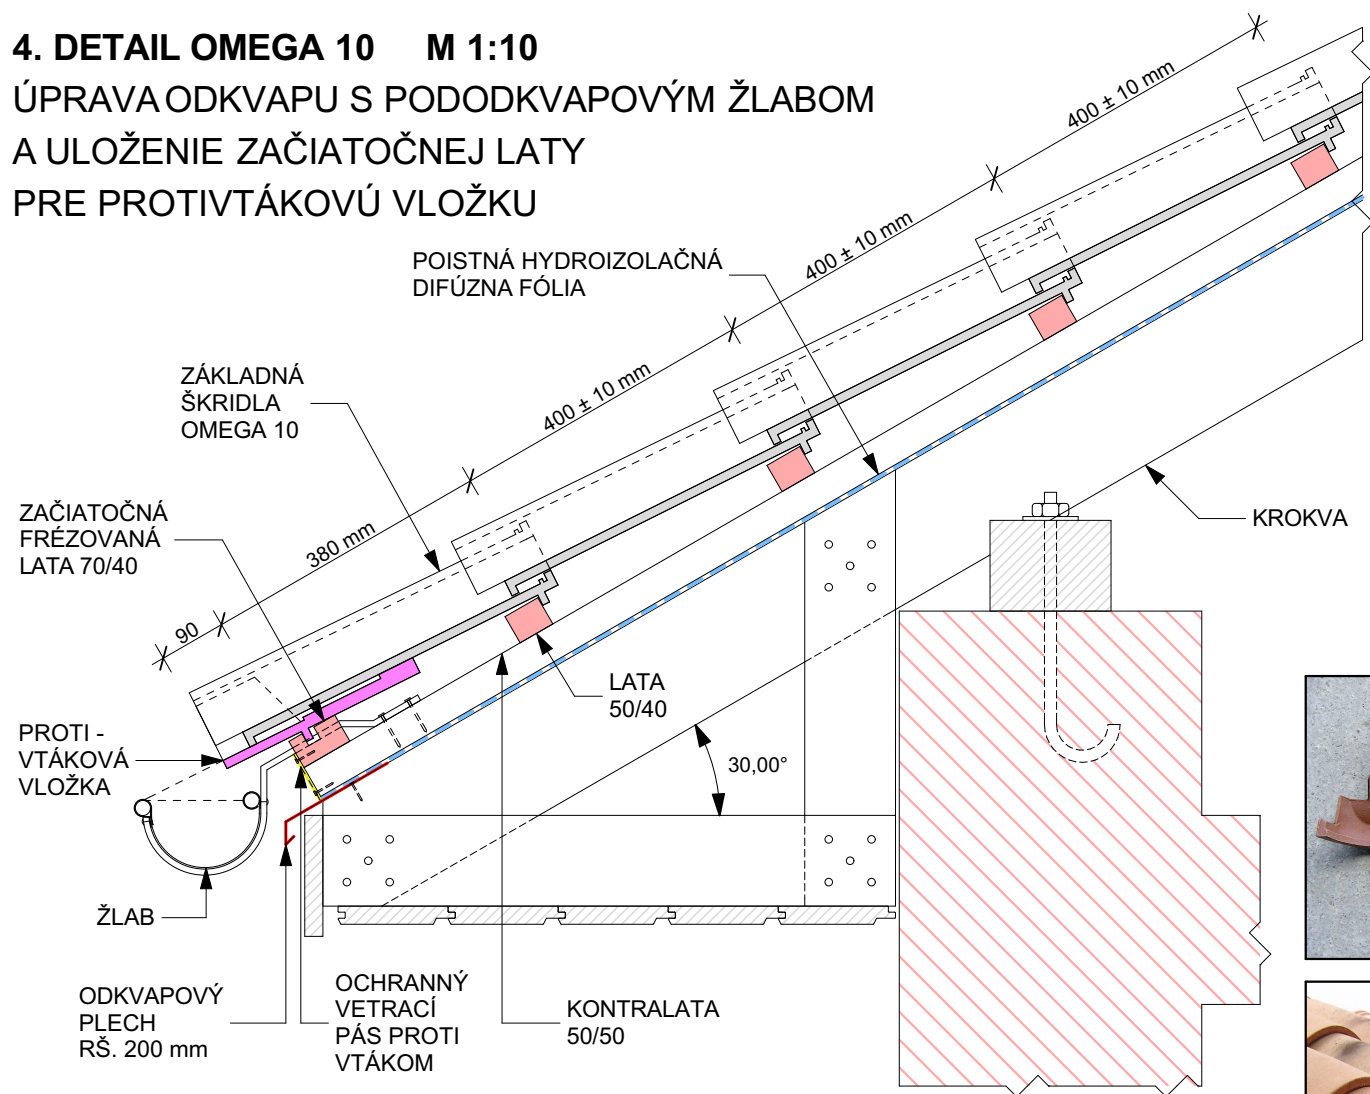 4. DETAIL OMEGA 10 M 1:10
ÚPRAVA ODKVAPU S PODODKVAPOVÝM ŽLABOM
A ULOŽENIE ZAČIATOČNEJ LATY
PRE PROTIVTÁKOVÚ VLOŽKU
400 ± 10 mm
400 ± 10 mm
400 ± 10 mm
380 mm
90
POISTNÁ HYDROIZOLAČNÁ
DIFÚZNA FÓLIA
ZÁKLADNÁ
ŠKRIDLA
OMEGA 10
ZAČIATOČNÁ
FRÉZOVANÁ
LATA 70/40
KROKVA
LATA
50/40
PROTI -
VTÁKOVÁ
VLOŽKA
30,00°
ŽLAB
ODKVAPOVÝ
PLECH
RŠ. 200 mm
OCHRANNÝ
VETRACÍ
PÁS PROTI
VTÁKOM
KONTRALATA
50/50